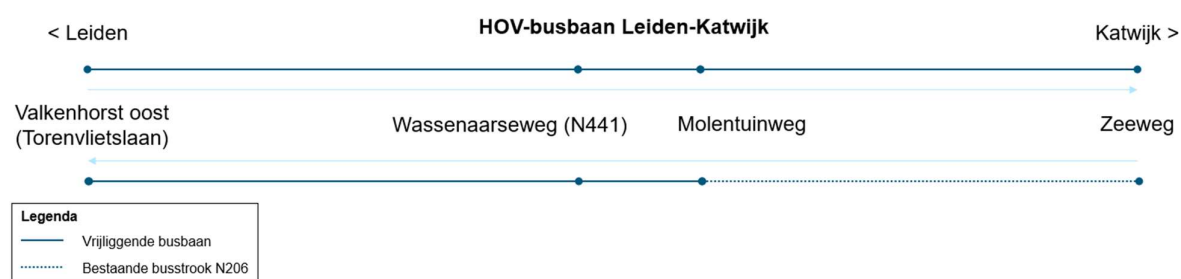 HOV-busbaan Leiden-Katwijk
< Leiden
Katwijk >
Valkenhorst oost
(Torenvlietslaan)
Wassenaarseweg (N441)
Molentuinweg
Zeeweg
Legenda
Vrijliggende busbaan
Bestaande busstrook N206